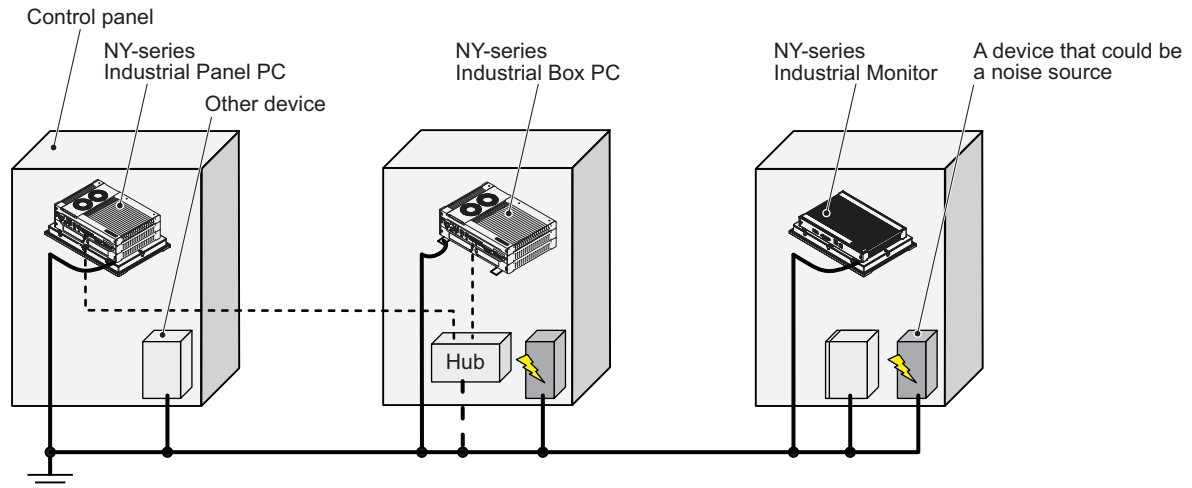 Control panel
NY-series
Industrial Panel PC
Other device
NY-series
Industrial Box PC
NY-series
Industrial Monitor
A device that could be
a noise source
Hub